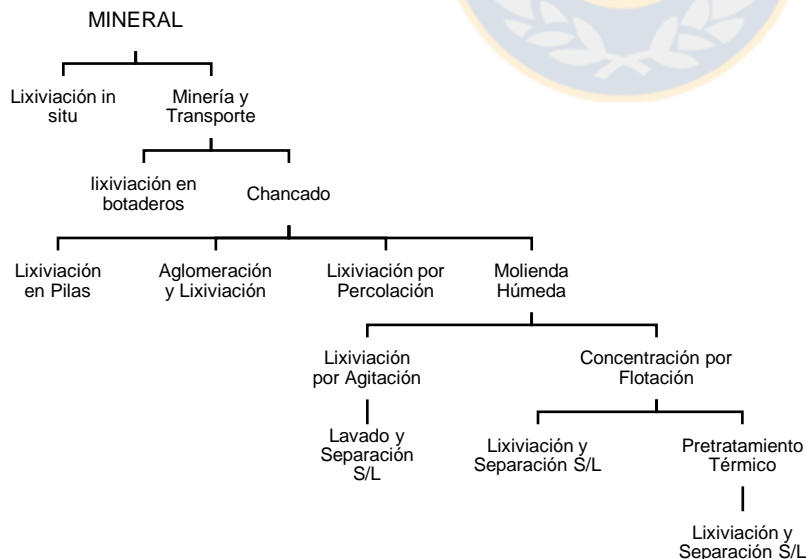 MINERAL
Lixiviación in
situ
Minería y
Transporte
lixiviación en
botaderos
Chancado
Lixiviación
en Pilas
Aglomeración
y Lixiviación
Lixiviación por
Percolación
Molienda
Húmeda
Lixiviación
por Agitación
Concentración por
Flotación
Lavado y
Separación
S/L
Lixiviación y
Separación S/L
Pretratamiento
Térmico
Lixiviación y
Separación S/L